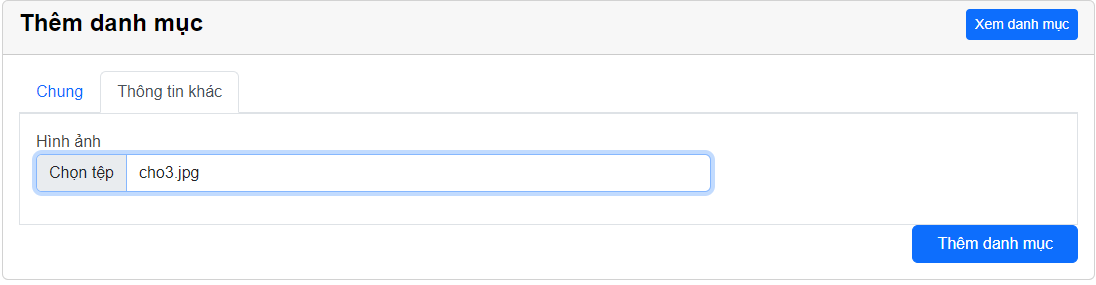 Thêm danh mục
Xem danh mục
Chung
Thông tin khác
Hình ảnh
Chọn tệp
cho3.jpg
Thêm danh mục